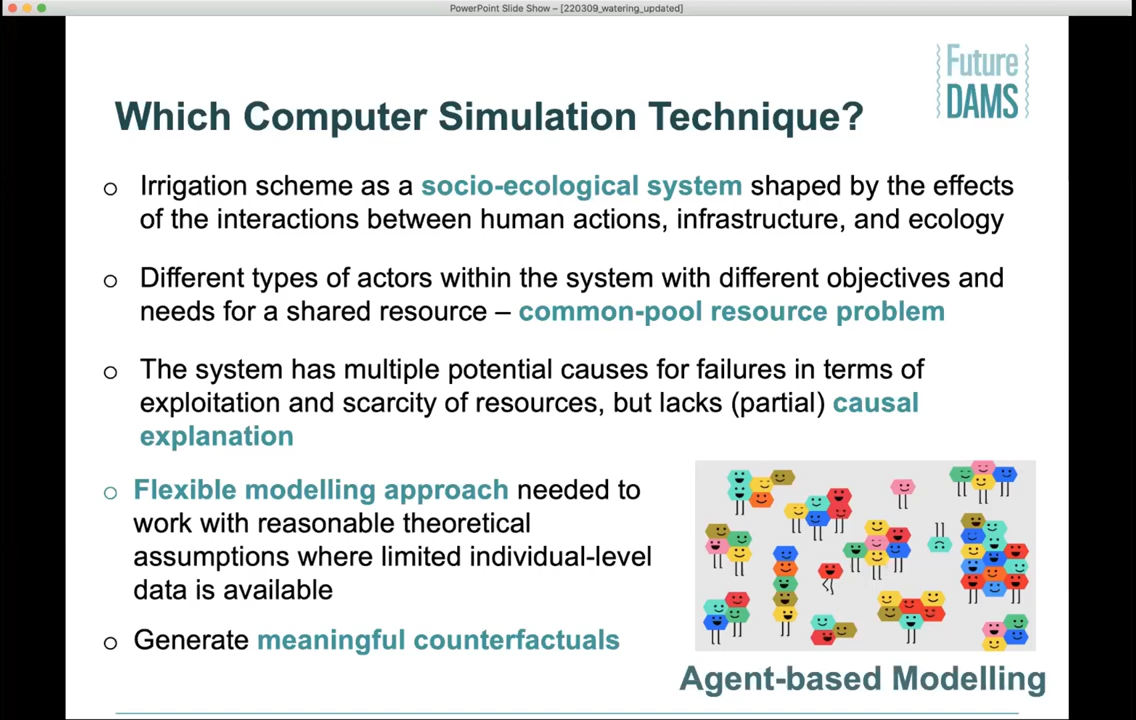 PowerPoint Slide Show – [220309_watering_updated]
Future
DAMS
Which Computer Simulation Technique?
o Irrigation scheme as a socio-ecological system shaped by the effects
of the interactions between human actions, infrastructure, and ecology
o Different types of actors within the system with different objectives and
needs for a shared resource – common-pool resource problem
o The system has multiple potential causes for failures in terms of
exploitation and scarcity of resources, but lacks (partial) causal
explanation
o Flexible modelling approach needed to
work with reasonable theoretical
assumptions where limited individual-level
data is available
o Generate meaningful counterfactuals
Agent-based Modelling